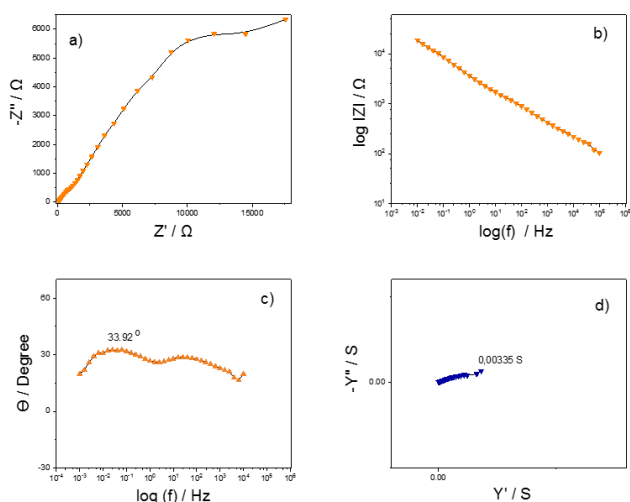 a)
6000
5000
4000
3000
2000
1000
0
-Z'' / Ω
0
5000
10000
15000
Z' / Ω
b)
10⁴
10³
10²
10¹
log |Z| / Ω
10⁻³ 10⁻² 10⁻¹ 10⁰ 10¹ 10² 10³ 10⁴ 10⁵ 10⁶
log(f) / Hz
c)
60
30
0
-30
33.92 ⁰
Θ / Degree
10⁻⁴ 10⁻³ 10⁻² 10⁻¹ 10⁰ 10¹ 10² 10³ 10⁴ 10⁵ 10⁶
log (f) / Hz
d)
0,00335 S
0.00
-Y'' / S
0.00
Y' / S